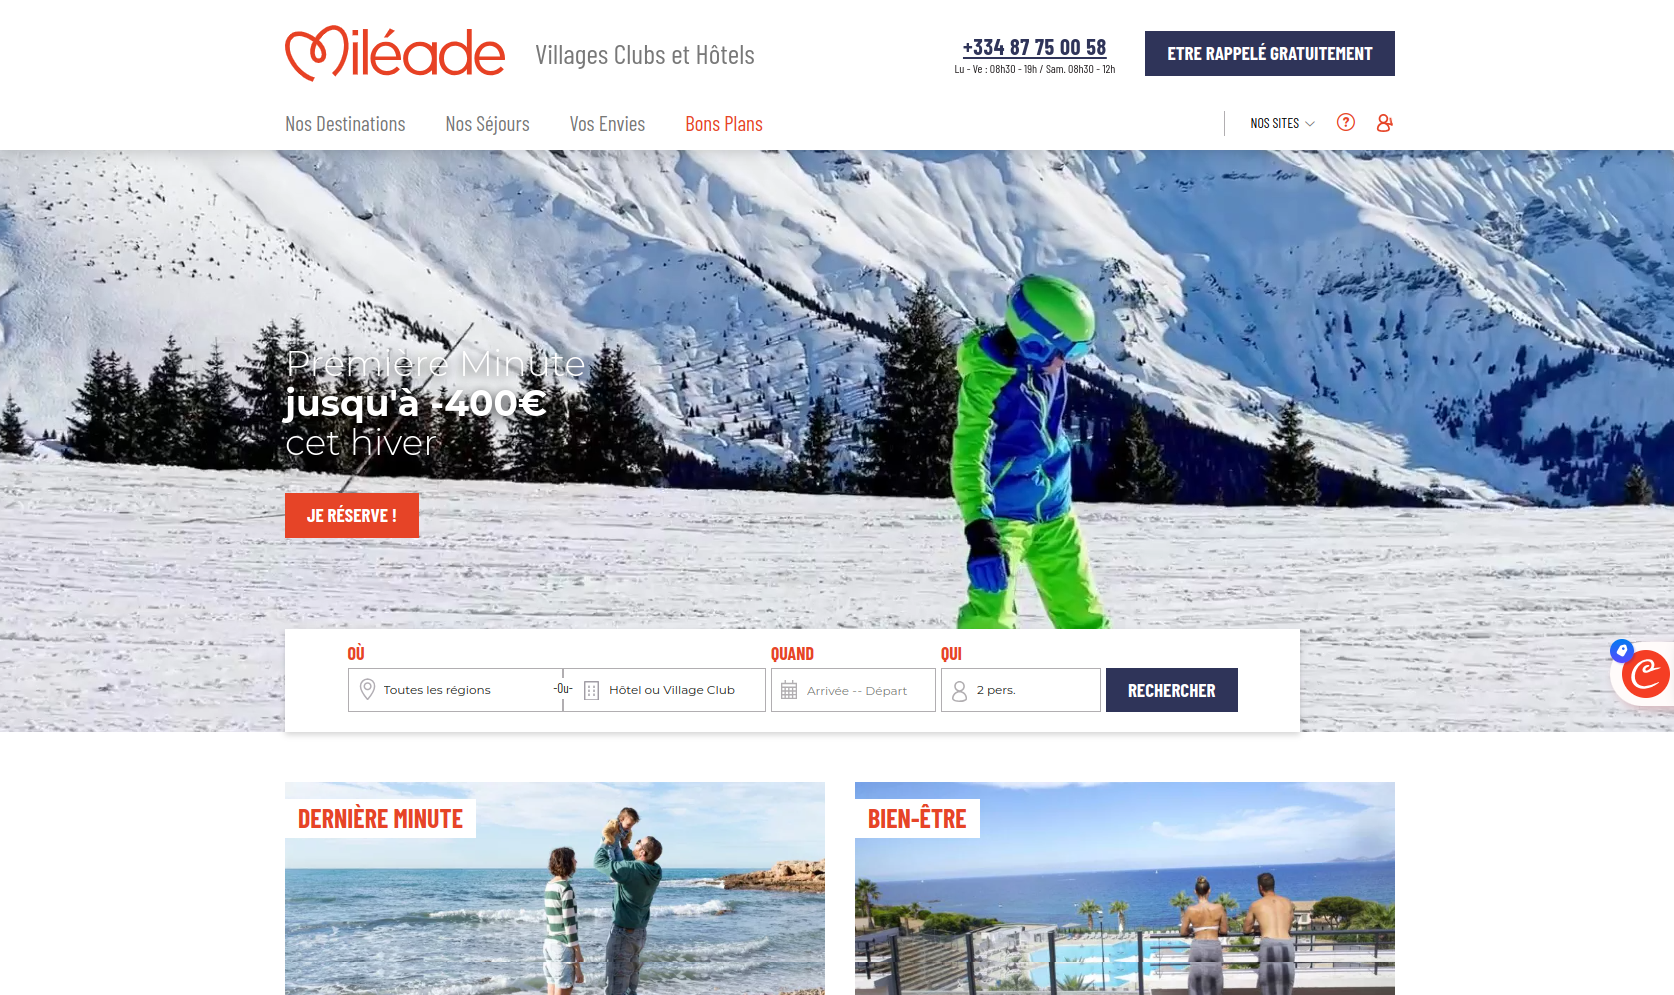 Miléade
Villages Clubs et Hôtels
+334 87 75 00 58
Lu - Ve : 08h30 - 19h / Sam. 08h30 - 12h
ETRE RAPPELÉ GRATUITEMENT
Nos Destinations
Nos Séjours
Vos Envies
Bons Plans
NOS SITES
?
Première Minute
jusqu'à -400€
cet hiver
JE RÉSERVE !
OÙ
QUAND
QUI
Toutes les régions
-Ou-
Hôtel ou Village Club
Arrivée -- Départ
2 pers.
RECHERCHER
DERNIÈRE MINUTE
BIEN-ÊTRE